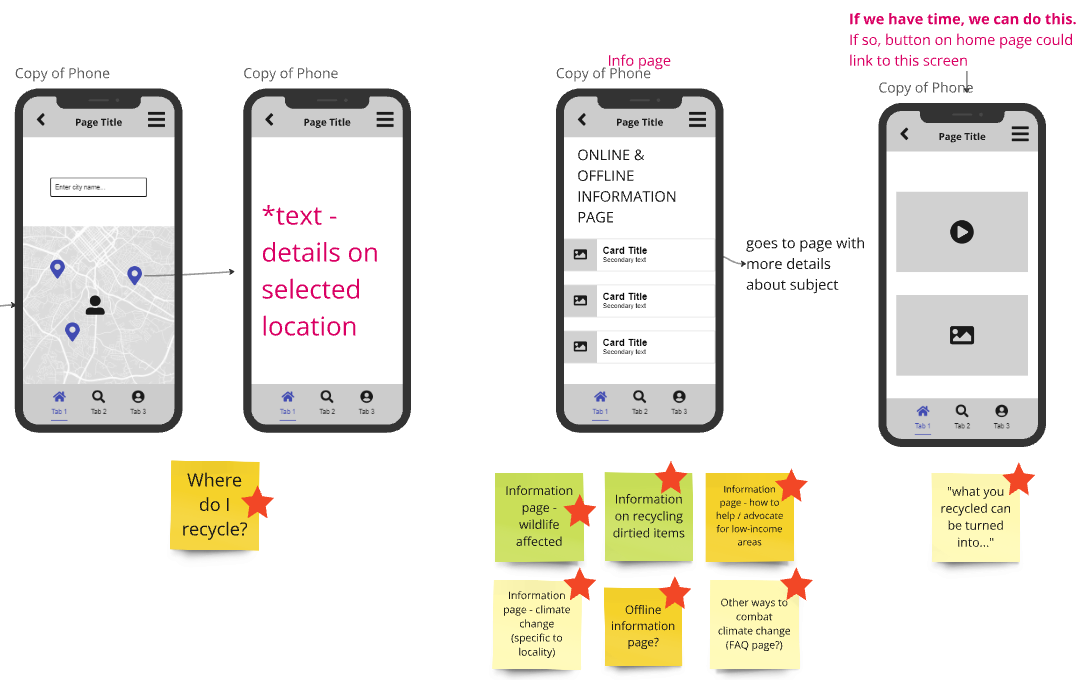 If we have time, we can do this.
If so, button on home page could
link to this screen
Info page
Copy of Phone
Copy of Phone
Copy of Phone
Copy of Phone
Page Title
Enter city name...
Tab 1
Tab 2
Tab 3
Page Title
*text -
details on
selected
location
Tab 1
Tab 2
Tab 3
Page Title
ONLINE &
OFFLINE
INFORMATION
PAGE
Card Title
Secondary text
Card Title
Secondary text
Card Title
Secondary text
Tab 1
Tab 2
Tab 3
goes to page with
more details
about subject
Page Title
Tab 1
Tab 2
Tab 3
Where
do I
recycle?
Information
page -
wildlife
affected
Information
on recycling
dirtied items
Information
page - how to
help / advocate
for low-income
areas
"what you
recycled can
be turned
into..."
Information
page - climate
change
(specific to
locality)
Offline
information
page?
Other ways to
combat
climate change
(FAQ page?)